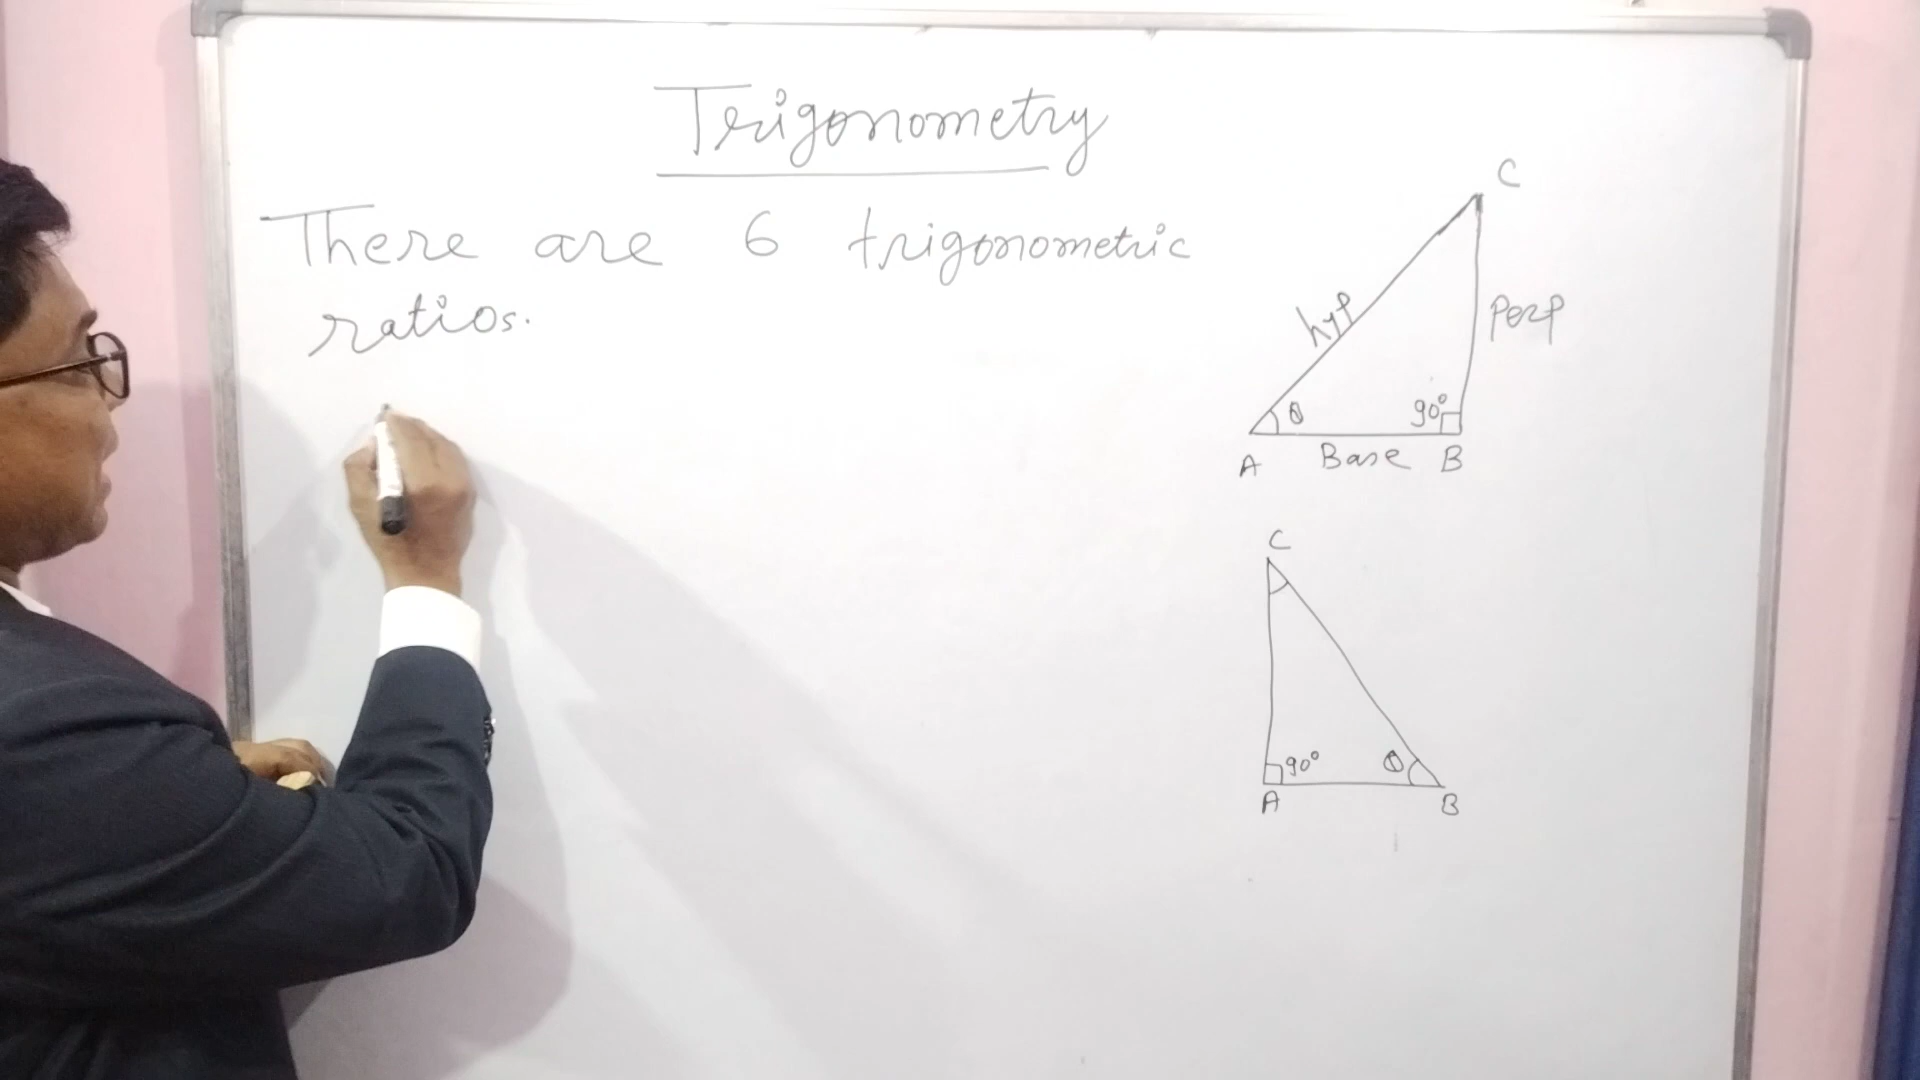 Trigonometry
There are 6 trigonometric
ratios.
C
hyp
Perp
θ
90°
A
Base
B
C
90°
θ
A
B